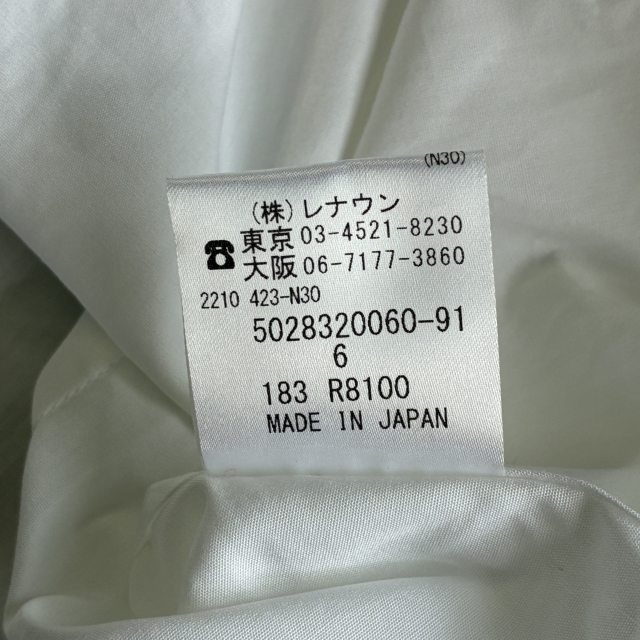 (N30)
(株)レナウン
☎東京 03-4521-8230
大阪 06-7177-3860
2210 423-N30
5028320060-91
6
183 R8100
MADE IN JAPAN